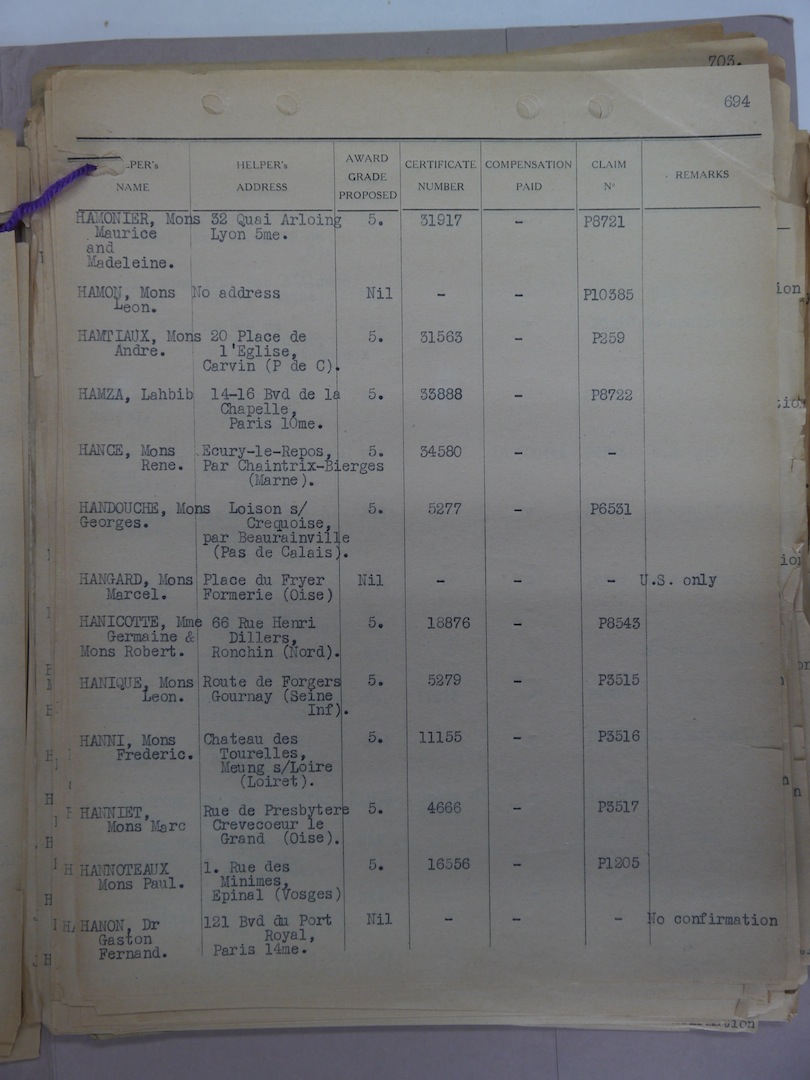 703.
694
HELPER's NAME | HELPER's ADDRESS | AWARD GRADE PROPOSED | CERTIFICATE NUMBER | COMPENSATION PAID | CLAIM Nº | REMARKS
HAMONIER, Mons 32 Quai Arloing 5. 31917 - P8721
Maurice Lyon 5me.
and
Madeleine.
HAMON, Mons No address Nil - - P10385
Leon.
HAMTIAUX, Mons 20 Place de 5. 31563 - P259
Andre. l'Eglise,
Carvin (P de C).
HAMZA, Lahbib 14-16 Bvd de la 5. 33888 - P8722
Chapelle,
Paris 10me.
HANCE, Mons Ecury-le-Repos, 5. 34580 - -
Rene. Par Chaintrix-Bierges
(Marne).
HANDOUCHE, Mons Loison s/ 5. 5277 - P6531
Georges. Crequoise,
par Beaurainville
(Pas de Calais).
HANGARD, Mons Place du Fryer Nil - - - U.S. only
Marcel. Formerie (Oise)
HANICOTTE, Mme 66 Rue Henri 5. 18876 - P8543
Germaine & Dillers,
Mons Robert. Ronchin (Nord).
HANIQUE, Mons Route de Forgers 5. 5279 - P3515
Leon. Gournay (Seine
Inf).
HANNI, Mons Chateau des 5. 11155 - P3516
Frederic. Tourelles,
Meung s/Loire
(Loiret).
HANNIET, Rue de Presbytere 5. 4666 - P3517
Mons Marc Crevecoeur le
Grand (Oise).
HANNOTEAUX 1. Rue des 5. 16556 - P1205
Mons Paul. Minimes,
Epinal (Vosges)
HANON, Dr 121 Bvd du Port Nil - - - No confirmation
Gaston Royal,
Fernand. Paris 14me.